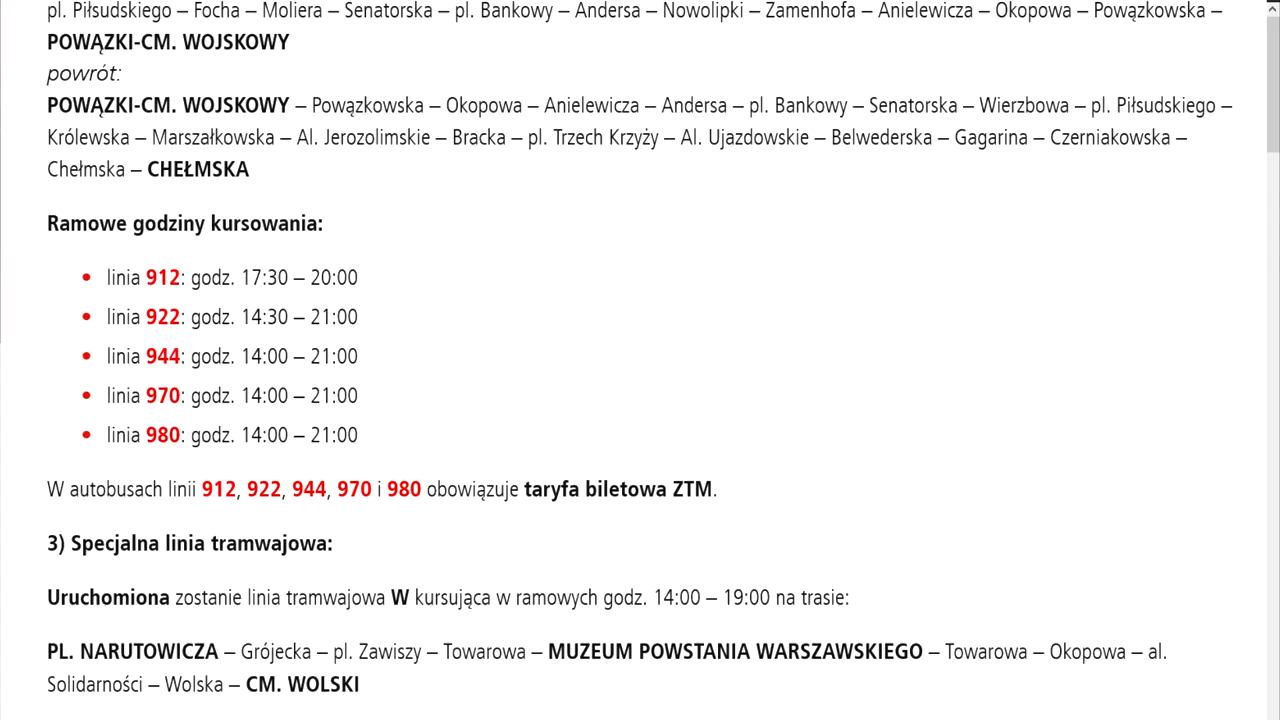 pl. Piłsudskiego – Focha – Moliera – Senatorska – pl. Bankowy – Andersa – Nowolipki – Zamenhofa – Anielewicza – Okopowa – Powązkowska –
POWĄZKI-CM. WOJSKOWY
powrót:
POWĄZKI-CM. WOJSKOWY – Powązkowska – Okopowa – Anielewicza – Andersa – pl. Bankowy – Senatorska – Wierzbowa – pl. Piłsudskiego –
Królewska – Marszałkowska – Al. Jerozolimskie – Bracka – pl. Trzech Krzyży – Al. Ujazdowskie – Belwederska – Gagarina – Czerniakowska –
Chełmska – CHEŁMSKA
Ramowe godziny kursowania:
• linia 912: godz. 17:30 – 20:00
• linia 922: godz. 14:30 – 21:00
• linia 944: godz. 14:00 – 21:00
• linia 970: godz. 14:00 – 21:00
• linia 980: godz. 14:00 – 21:00
W autobusach linii 912, 922, 944, 970 i 980 obowiązuje taryfa biletowa ZTM.
3) Specjalna linia tramwajowa:
Uruchomiona zostanie linia tramwajowa W kursująca w ramowych godz. 14:00 – 19:00 na trasie:
PL. NARUTOWICZA – Grójecka – pl. Zawiszy – Towarowa – MUZEUM POWSTANIA WARSZAWSKIEGO – Towarowa – Okopowa – al.
Solidarności – Wolska – CM. WOLSKI